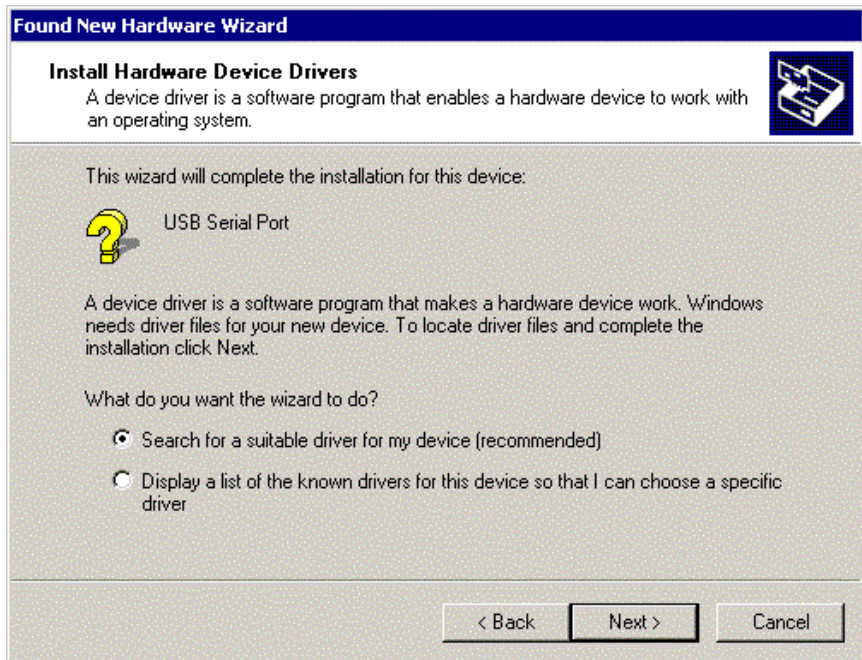 Found New Hardware Wizard
Install Hardware Device Drivers
A device driver is a software program that enables a hardware device to work with
an operating system.
This wizard will complete the installation for this device:
USB Serial Port
A device driver is a software program that makes a hardware device work. Windows
needs driver files for your new device. To locate driver files and complete the
installation click Next.
What do you want the wizard to do?
Search for a suitable driver for my device (recommended)
Display a list of the known drivers for this device so that I can choose a specific
driver
< Back Next > Cancel